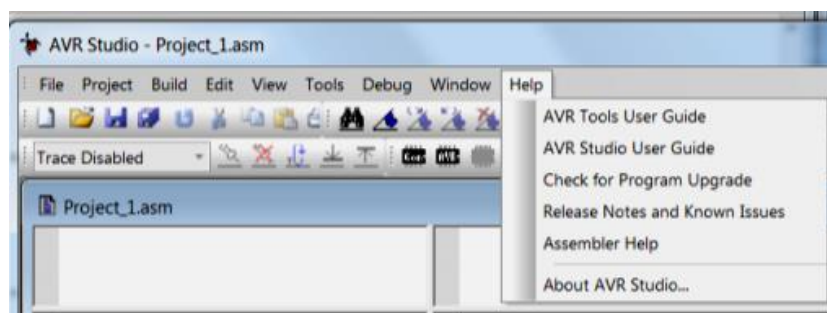 AVR Studio - Project_1.asm
File Project Build Edit View Tools Debug Window Help
AVR Tools User Guide
AVR Studio User Guide
Trace Disabled
Check for Program Upgrade
Project_1.asm
Release Notes and Known Issues
Assembler Help
About AVR Studio...